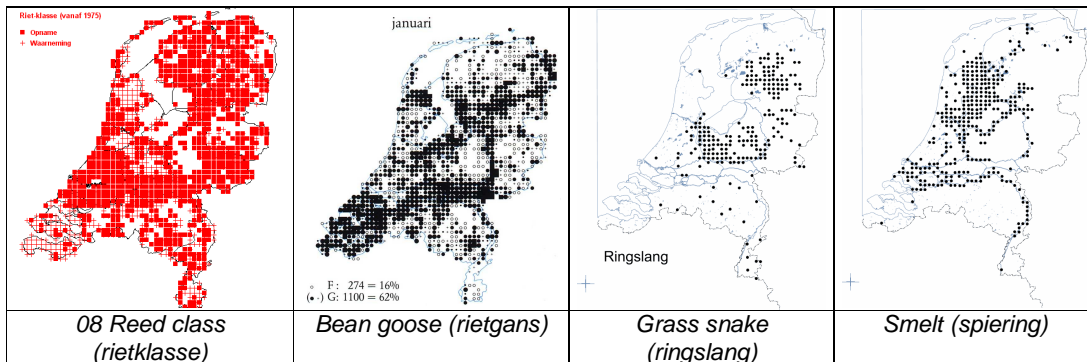 Riet-klasse (vanaf 1975)
Opname
Waarneming
januari
F: 274 = 16%
G: 1100 = 62%
Ringslang
08 Reed class
(rietklasse)
Bean goose (rietgans)
Grass snake
(ringslang)
Smelt (spiering)